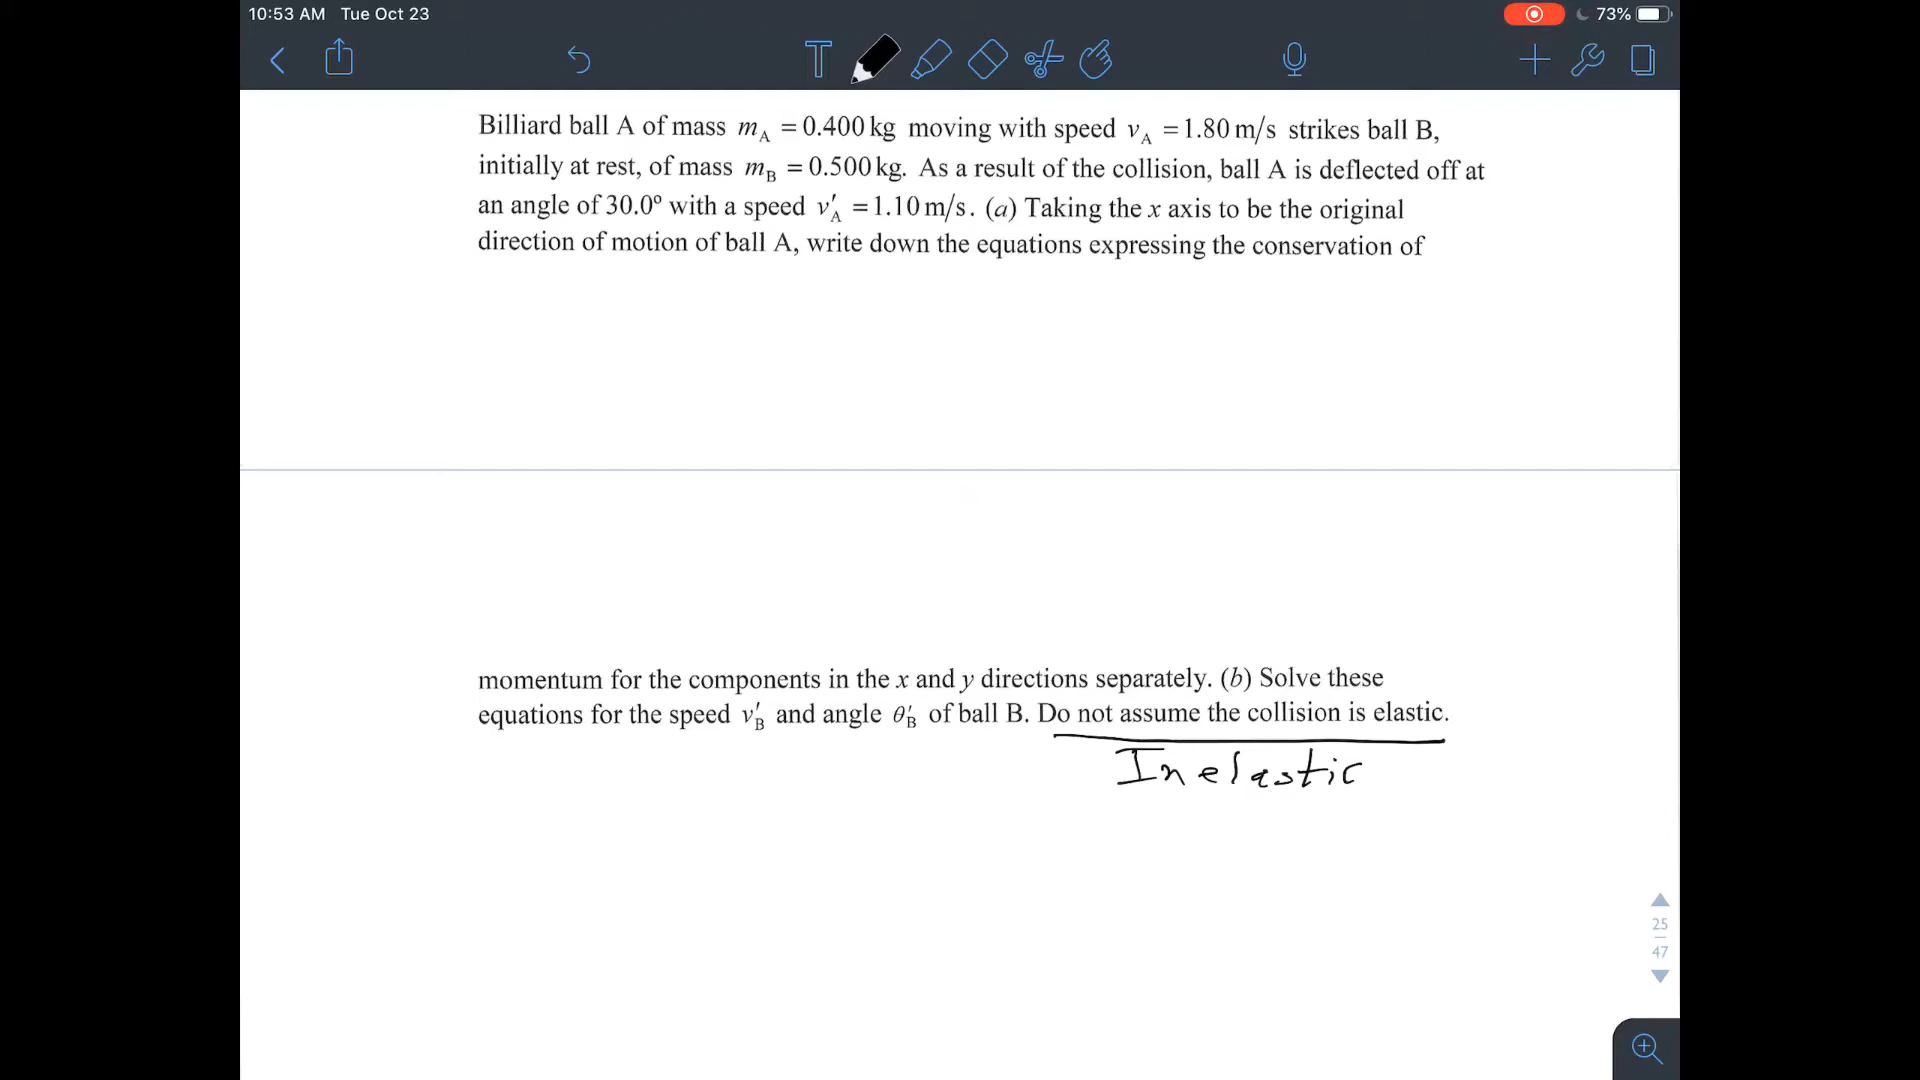 10:53 AM Tue Oct 23
73%
T
Billiard ball A of mass m_A = 0.400 kg moving with speed v_A = 1.80 m/s strikes ball B,
initially at rest, of mass m_B = 0.500 kg. As a result of the collision, ball A is deflected off at
an angle of 30.0º with a speed v′_A = 1.10 m/s. (a) Taking the x axis to be the original
direction of motion of ball A, write down the equations expressing the conservation of
momentum for the components in the x and y directions separately. (b) Solve these
equations for the speed v′_B and angle θ′_B of ball B. Do not assume the collision is elastic.
Inelastic
25
47